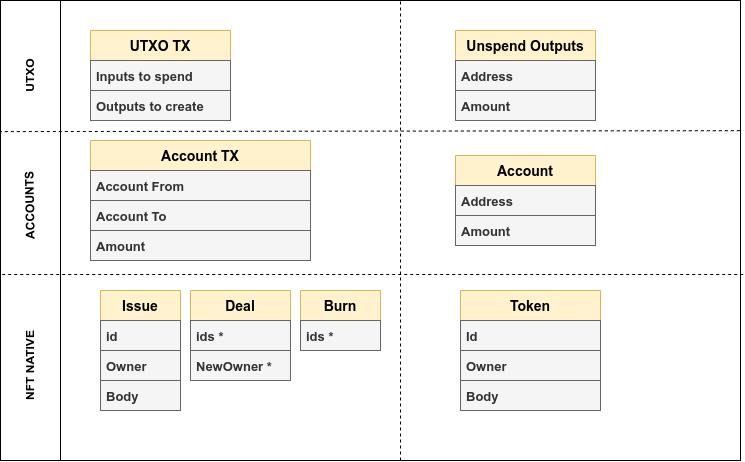 UTXO
UTXO TX
Inputs to spend
Outputs to create
Unspend Outputs
Address
Amount
ACCOUNTS
Account TX
Account From
Account To
Amount
Account
Address
Amount
NFT NATIVE
Issue
id
Owner
Body
Deal
ids *
NewOwner *
Burn
ids *
Token
Id
Owner
Body